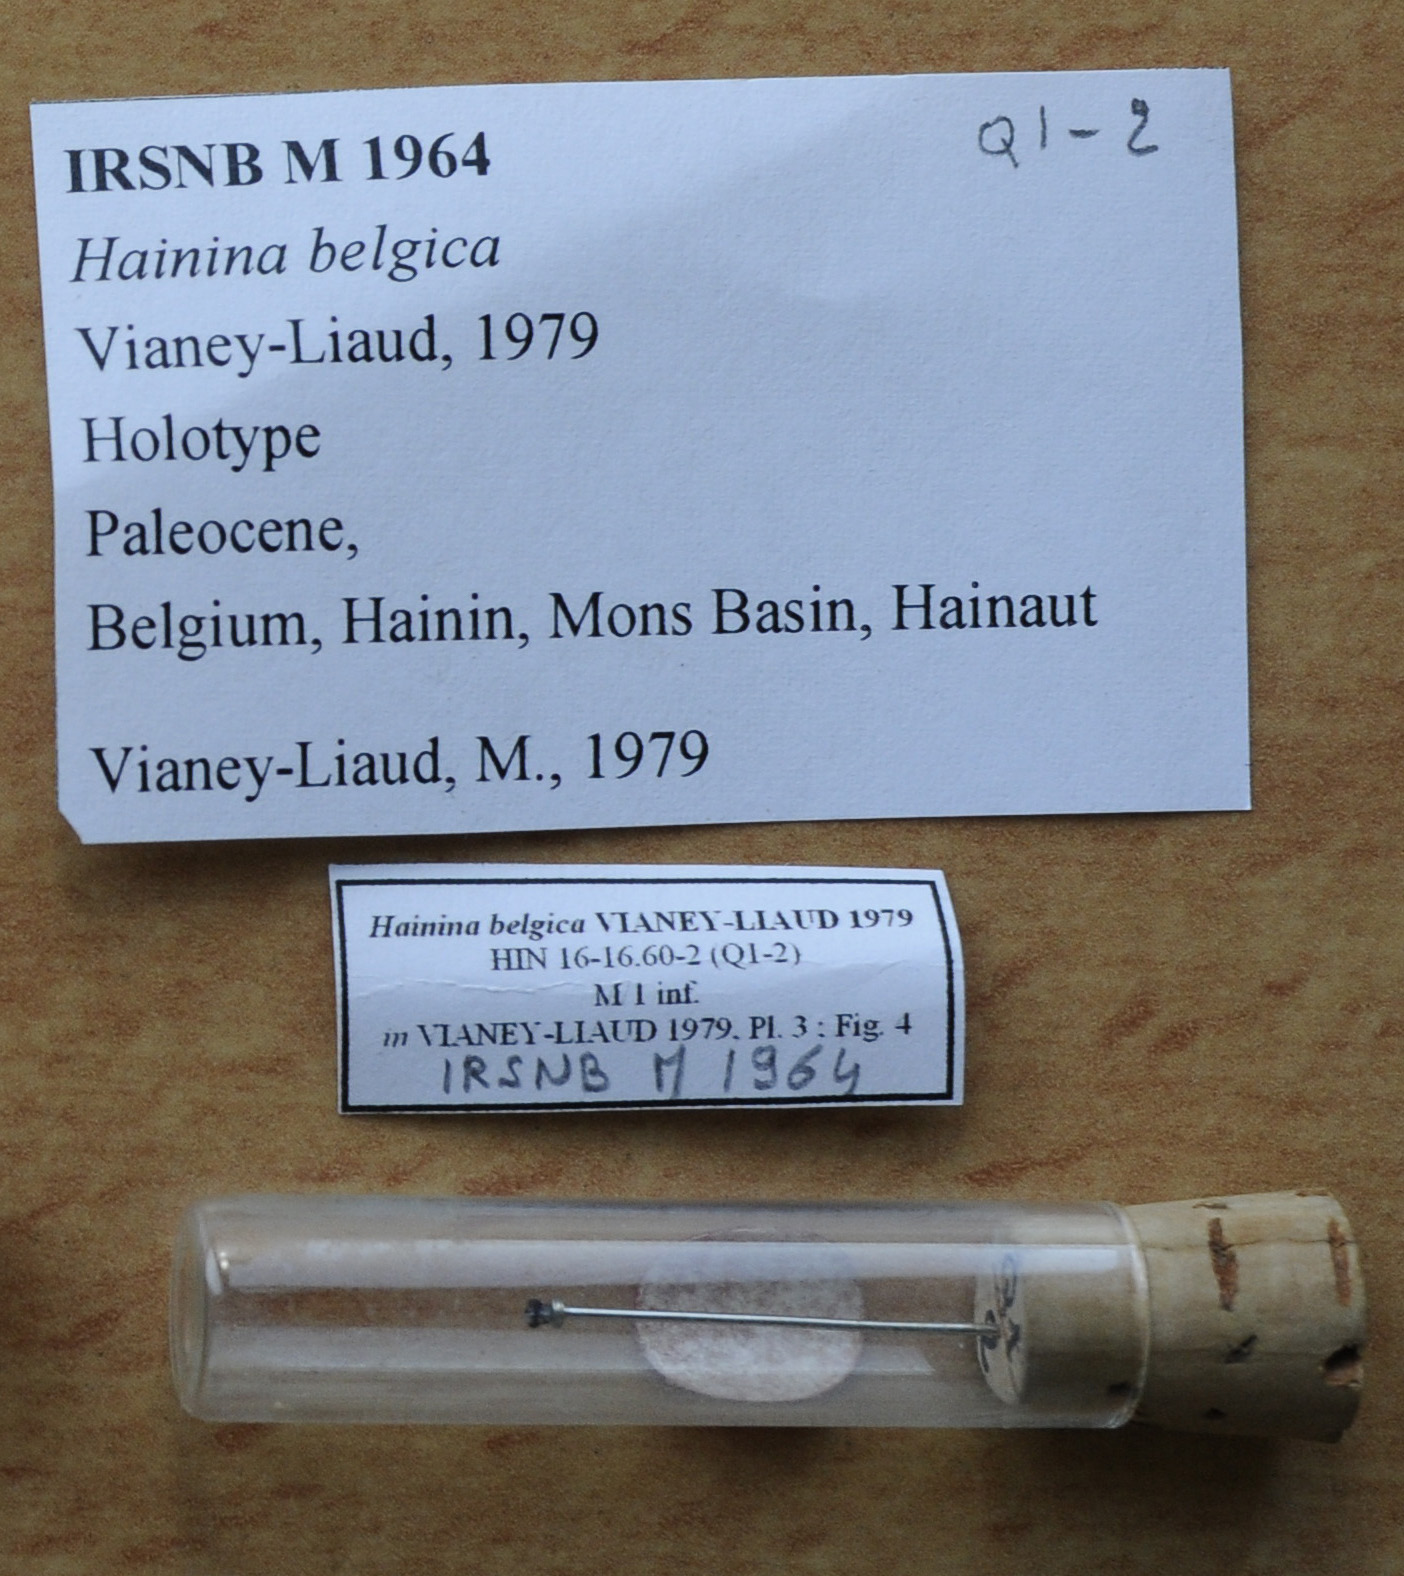 IRSNB M 1964
Q1-2
Hainina belgica
Vianey-Liaud, 1979
Holotype
Paleocene,
Belgium, Hainin, Mons Basin, Hainaut
Vianey-Liaud, M., 1979
Hainina belgica VIANEY-LIAUD 1979
HIN 16-16.60-2 (Q1-2)
M 1 inf.
in VIANEY-LIAUD 1979. Pl. 3 : Fig. 4
IRSNB M 1964